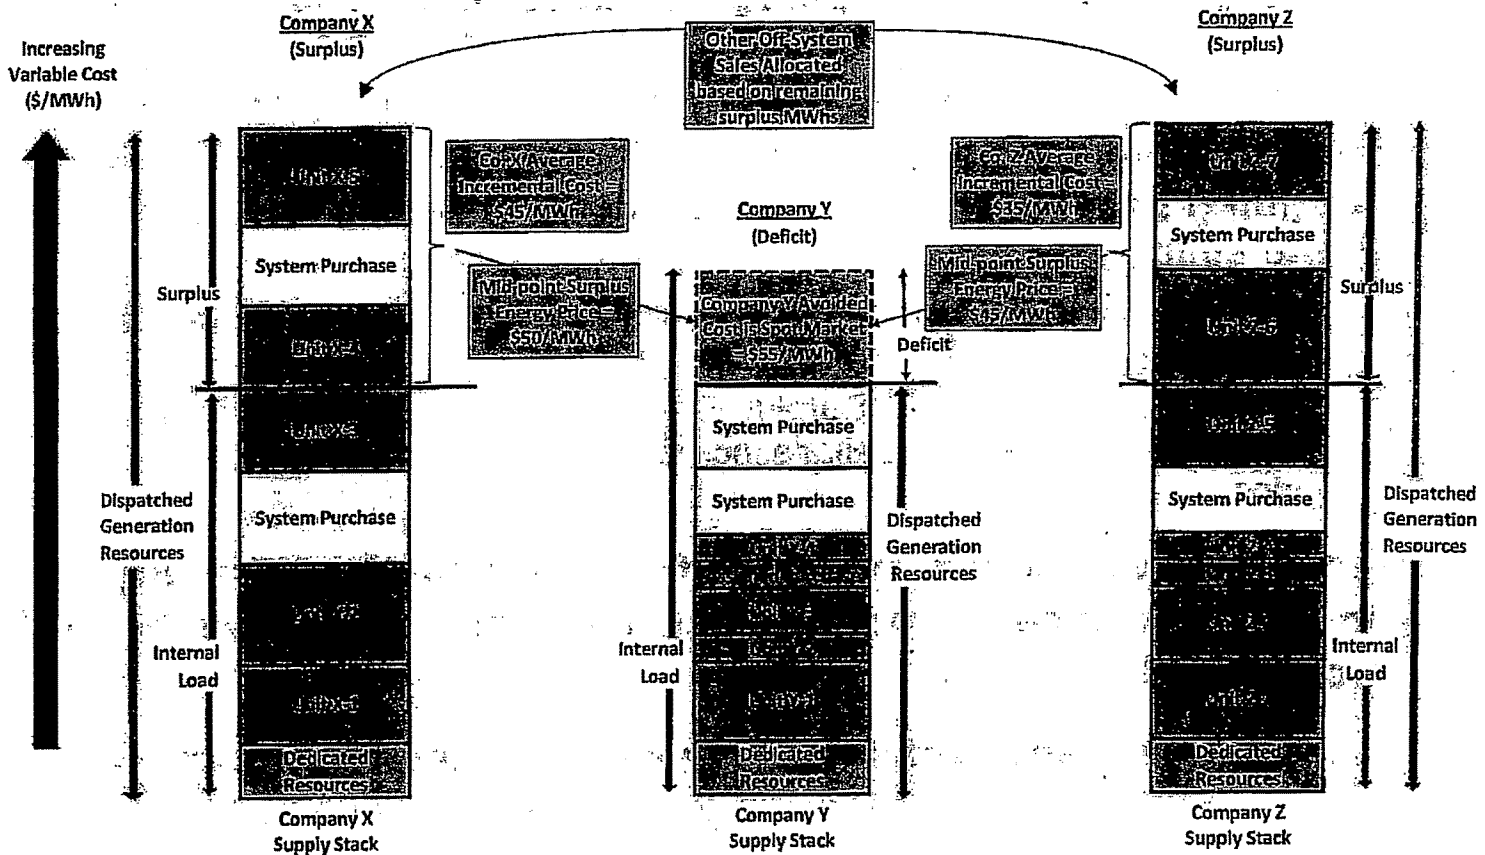 Company X
(Surplus)
Company Z
(Surplus)
Increasing
Variable Cost
($/MWh)
Other Off-System
Sales Allocated
based on remaining
surplus MWhs
Co. X Average
Incremental Cost =
$45/MWh
Co. Z Average
Incremental Cost =
$35/MWh
Company Y
(Deficit)
System Purchase
System Purchase
Surplus
Mid-point Surplus
Energy Price =
$50/MWh
Company Y Avoided
Cost is Spot Market
= $55/MWh
Mid-point Surplus
Energy Price =
$45/MWh
Surplus
Deficit
System Purchase
System Purchase
System Purchase
System Purchase
Dispatched
Generation
Resources
Dispatched
Generation
Resources
Dispatched
Generation
Resources
Internal
Load
Internal
Load
Internal
Load
Dedicated
Resources
Dedicated
Resources
Dedicated
Resources
Company X
Supply Stack
Company Y
Supply Stack
Company Z
Supply Stack